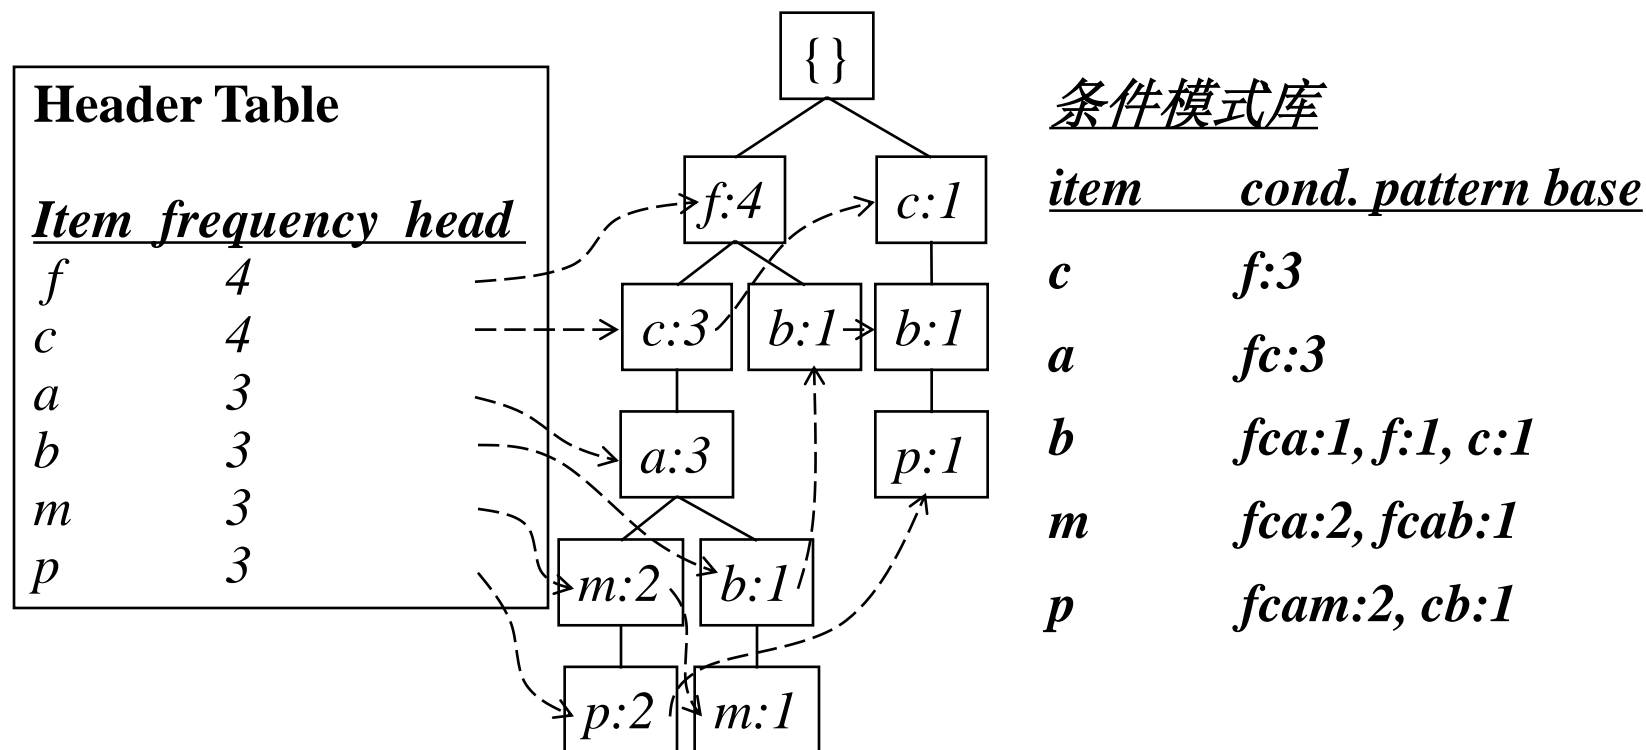 Header Table
Item frequency head
f 4
c 4
a 3
b 3
m 3
p 3
{}
f:4 c:1
c:3 b:1 b:1
a:3 p:1
m:2 b:1
p:2 m:1
条件模式库
item cond. pattern base
c f:3
a fc:3
b fca:1, f:1, c:1
m fca:2, fcab:1
p fcam:2, cb:1